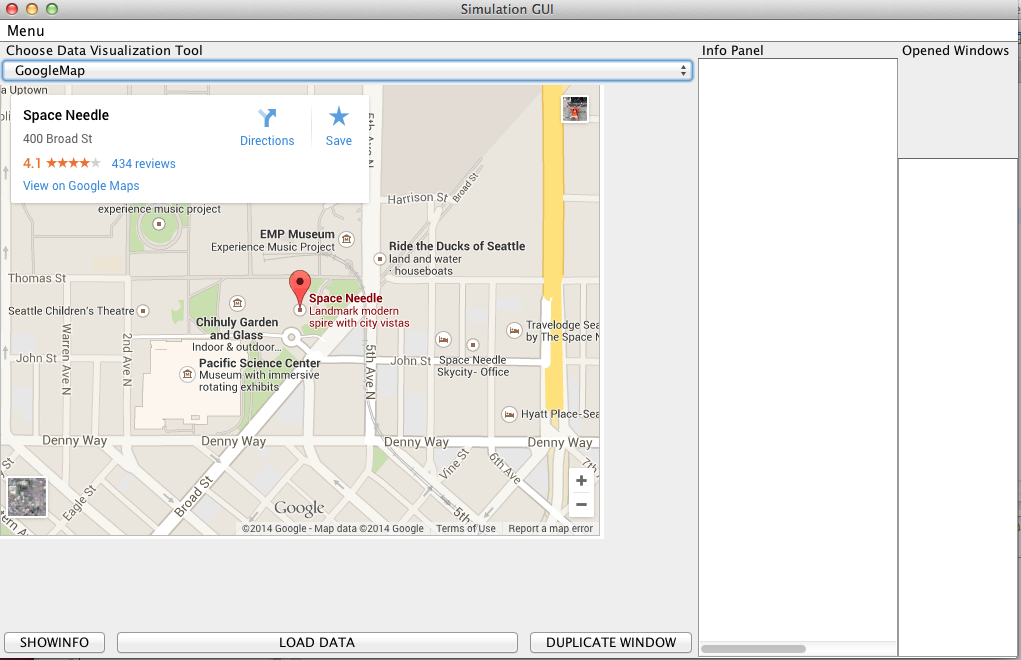 Simulation GUI
Menu
Choose Data Visualization Tool
Info Panel
Opened Windows
GoogleMap
a Uptown
Space Needle
400 Broad St
4.1
434 reviews
View on Google Maps
Directions
Save
5th Ave N
experience music project
Harrison St
Broad St
EMP Museum
Experience Music Project
Ride the Ducks of Seattle
land and water
· houseboats
Thomas St
Space Needle
Landmark modern
spire with city vistas
Seattle Children's Theatre
Chihuly Garden
and Glass
Indoor & outdoor...
Travelodge Sea
by The Space N
Warren Ave N
2nd Ave N
John St
Pacific Science Center
Museum with immersive
rotating exhibits
5th Ave N
John St
Space Needle
Skycity- Office
Hyatt Place-Sea
Denny Way
Denny Way
Denny Way
Denny Way
Vine St
6th Ave
7th
Eagle St
Broad St
5th
Google
©2014 Google - Map data ©2014 Google
Terms of Use
Report a map error
+
−
SHOWINFO
LOAD DATA
DUPLICATE WINDOW